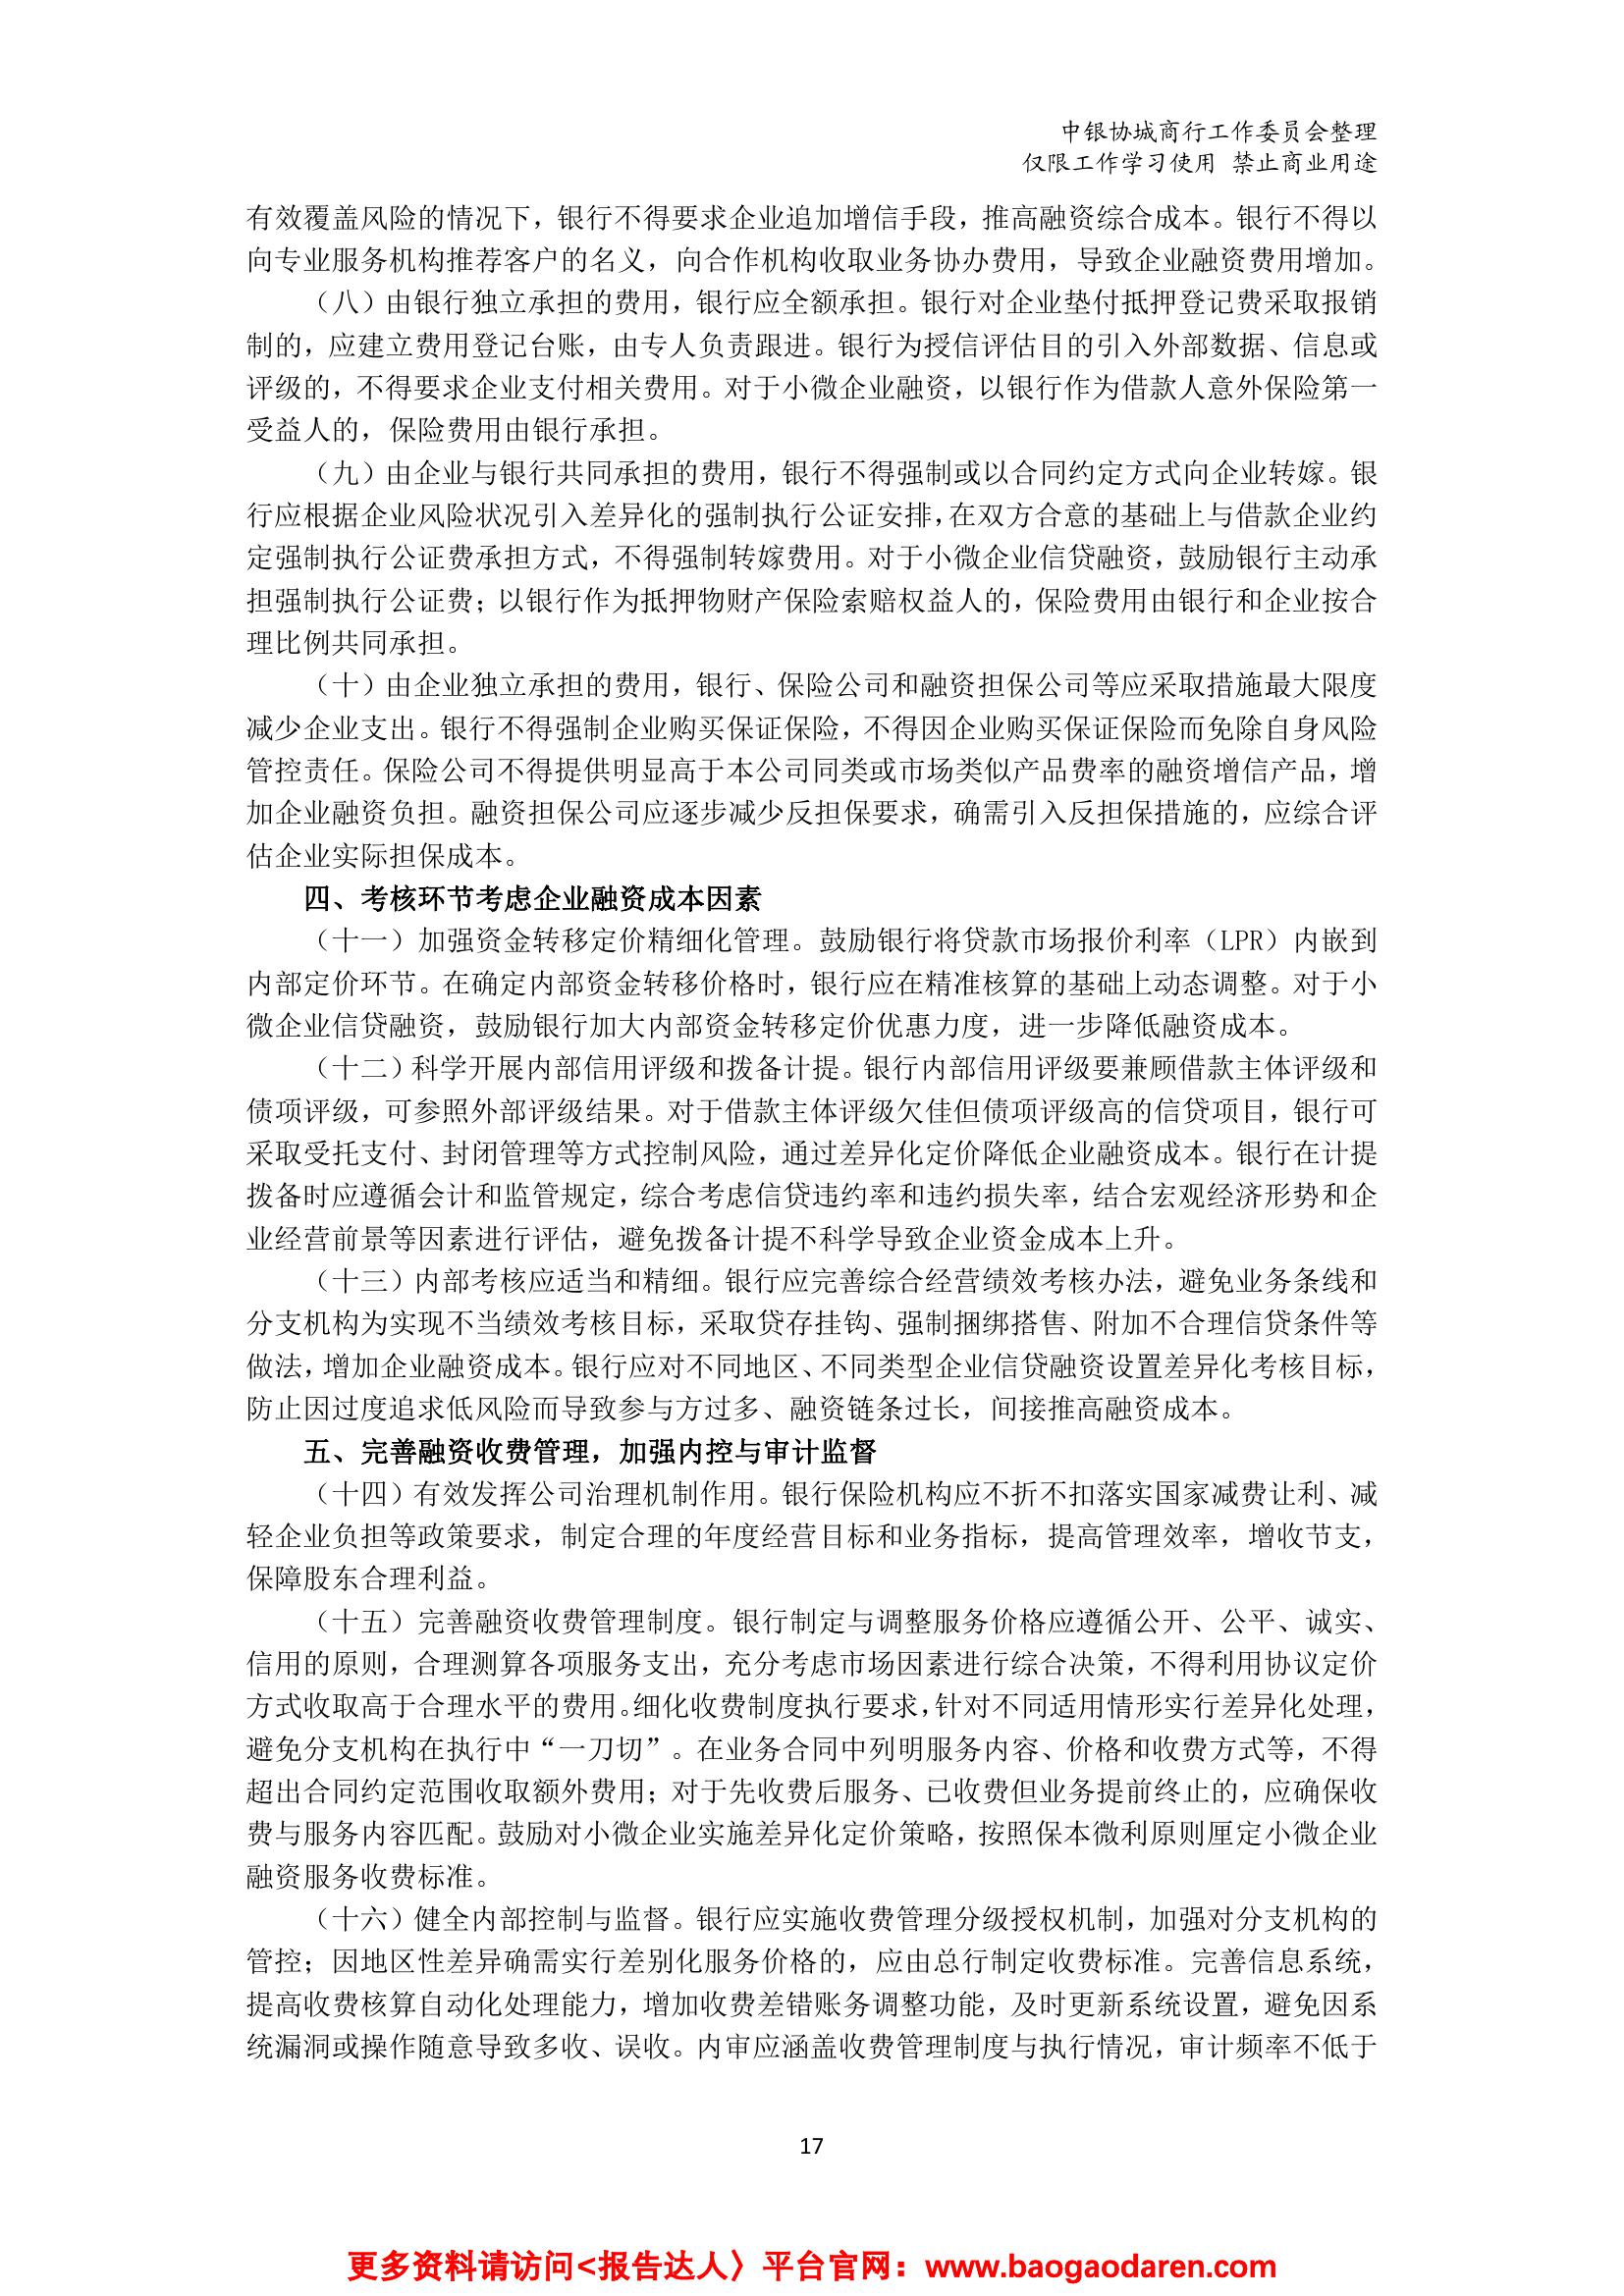 中银协城商行工作委员会整理
仅限工作学习使用 禁止商业用途
有效覆盖风险的情况下，银行不得要求企业追加增信手段，推高融资综合成本。银行不得以
向专业服务机构推荐客户的名义，向合作机构收取业务协办费用，导致企业融资费用增加。
（八）由银行独立承担的费用，银行应全额承担。银行对企业垫付抵押登记费采取报销
制的，应建立费用登记台账，由专人负责跟进。银行为授信评估目的引入外部数据、信息或
评级的，不得要求企业支付相关费用。对于小微企业融资，以银行作为借款人意外保险第一
受益人的，保险费用由银行承担。
（九）由企业与银行共同承担的费用，银行不得强制或以合同约定方式向企业转嫁。银
行应根据企业风险状况引入差异化的强制执行公证安排，在双方合意的基础上与借款企业约
定强制执行公证费承担方式，不得强制转嫁费用。对于小微企业信贷融资，鼓励银行主动承
担强制执行公证费；以银行作为抵押物财产保险索赔权益人的，保险费用由银行和企业按合
理比例共同承担。
（十）由企业独立承担的费用，银行、保险公司和融资担保公司等应采取措施最大限度
减少企业支出。银行不得强制企业购买保证保险，不得因企业购买保证保险而免除自身风险
管控责任。保险公司不得提供明显高于本公司同类或市场类似产品费率的融资增信产品，增
加企业融资负担。融资担保公司应逐步减少反担保要求，确需引入反担保措施的，应综合评
估企业实际担保成本。
四、考核环节考虑企业融资成本因素
（十一）加强资金转移定价精细化管理。鼓励银行将贷款市场报价利率（LPR）内嵌到
内部定价环节。在确定内部资金转移价格时，银行应在精准核算的基础上动态调整。对于小
微企业信贷融资，鼓励银行加大内部资金转移定价优惠力度，进一步降低融资成本。
（十二）科学开展内部信用评级和拨备计提。银行内部信用评级要兼顾借款主体评级和
债项评级，可参照外部评级结果。对于借款主体评级欠佳但债项评级高的信贷项目，银行可
采取受托支付、封闭管理等方式控制风险，通过差异化定价降低企业融资成本。银行在计提
拨备时应遵循会计和监管规定，综合考虑信贷违约率和违约损失率，结合宏观经济形势和企
业经营前景等因素进行评估，避免拨备计提不科学导致企业资金成本上升。
（十三）内部考核应适当和精细。银行应完善综合经营绩效考核办法，避免业务条线和
分支机构为实现不当绩效考核目标，采取贷存挂钩、强制捆绑搭售、附加不合理信贷条件等
做法，增加企业融资成本。银行应对不同地区、不同类型企业信贷融资设置差异化考核目标，
防止因过度追求低风险而导致参与方过多、融资链条过长，间接推高融资成本。
五、完善融资收费管理，加强内控与审计监督
（十四）有效发挥公司治理机制作用。银行保险机构应不折不扣落实国家减费让利、减
轻企业负担等政策要求，制定合理的年度经营目标和业务指标，提高管理效率，增收节支，
保障股东合理利益。
（十五）完善融资收费管理制度。银行制定与调整服务价格应遵循公开、公平、诚实、
信用的原则，合理测算各项服务支出，充分考虑市场因素进行综合决策，不得利用协议定价
方式收取高于合理水平的费用。细化收费制度执行要求，针对不同适用情形实行差异化处理，
避免分支机构在执行中“一刀切”。在业务合同中列明服务内容、价格和收费方式等，不得
超出合同约定范围收取额外费用；对于先收费后服务、已收费但业务提前终止的，应确保收
费与服务内容匹配。鼓励对小微企业实施差异化定价策略，按照保本微利原则厘定小微企业
融资服务收费标准。
（十六）健全内部控制与监督。银行应实施收费管理分级授权机制，加强对分支机构的
管控；因地区性差异确需实行差别化服务价格的，应由总行制定收费标准。完善信息系统，
提高收费核算自动化处理能力，增加收费差错账务调整功能，及时更新系统设置，避免因系
统漏洞或操作随意导致多收、误收。内审应涵盖收费管理制度与执行情况，审计频率不低于
17
更多资料请访问<报告达人〉平台官网：www.baogaodaren.com